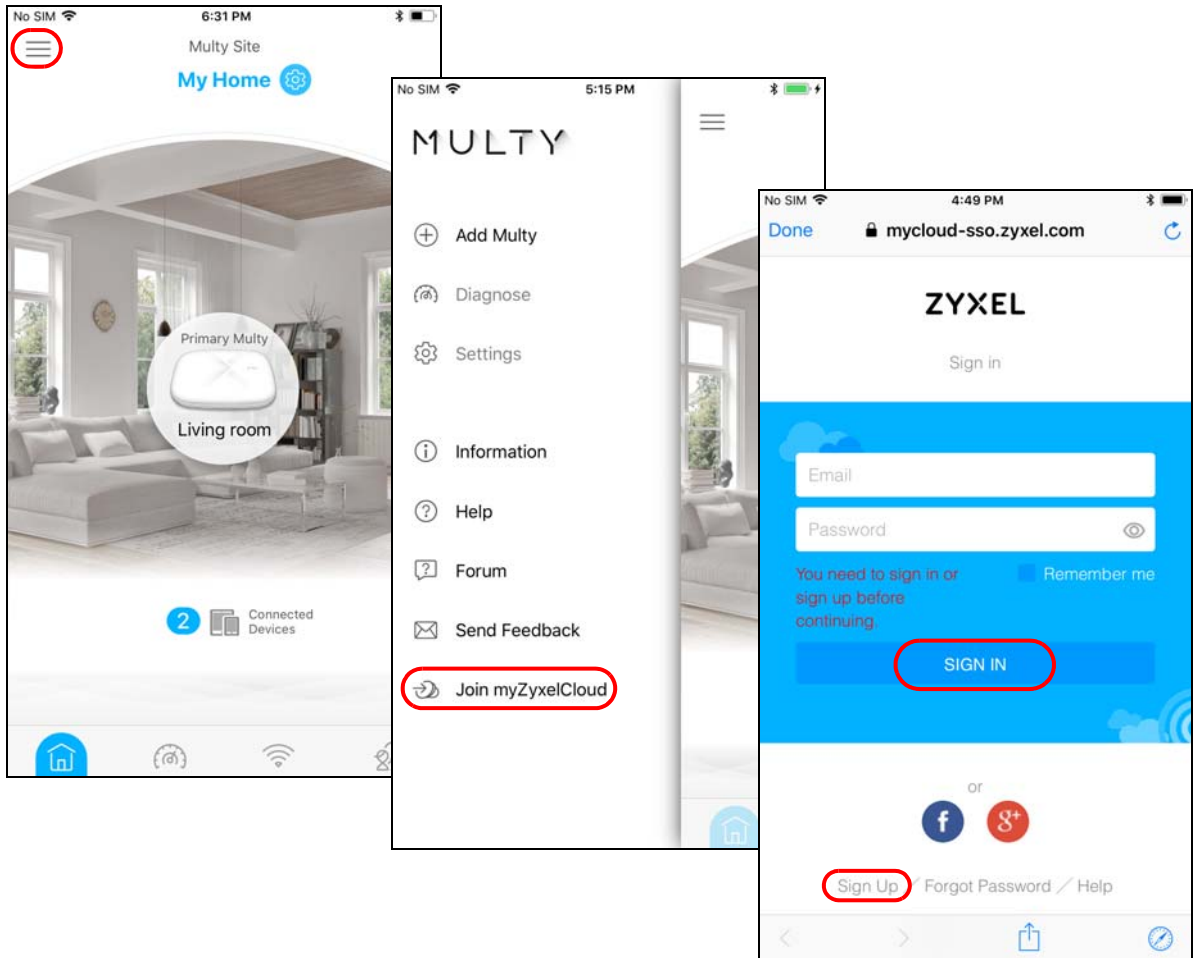 No SIM 6:31 PM
Multy Site
My Home
Primary Multy
Living room
2 Connected
Devices
No SIM 5:15 PM
MULTY
Add Multy
Diagnose
Settings
Information
Help
Forum
Send Feedback
Join myZyxelCloud
No SIM 4:49 PM
Done mycloud-sso.zyxel.com
ZYXEL
Sign in
Email
Password
You need to sign in or
sign up before
continuing.
Remember me
SIGN IN
or
f 8+
Sign Up / Forgot Password / Help